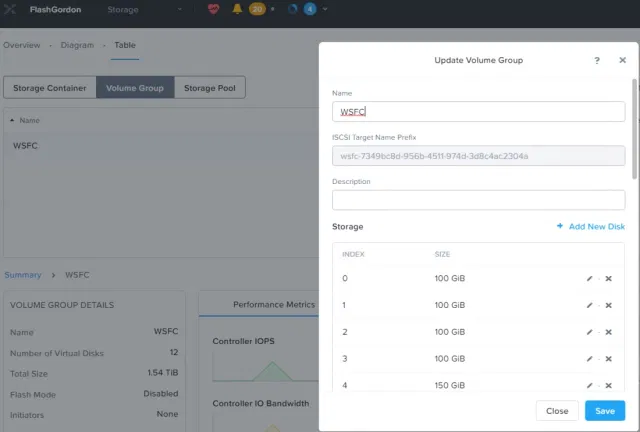 FlashGordon
Storage
20
4
Overview
Diagram
Table
Storage Container
Volume Group
Storage Pool
Name
WSFC
Summary > WSFC
VOLUME GROUP DETAILS
Name WSFC
Number of Virtual Disks 12
Total Size 1.54 TiB
Flash Mode Disabled
Initiators None
Performance Metrics
Controller IOPS
Controller IO Bandwidth
Update Volume Group
?
Name
WSFC
ISCSI Target Name Prefix
wsfc-7349bc8d-956b-4511-974d-3d8c4ac2304a
Description
Storage
+ Add New Disk
INDEX SIZE
0 100 GiB
1 100 GiB
2 100 GiB
3 100 GiB
4 150 GiB
Close
Save